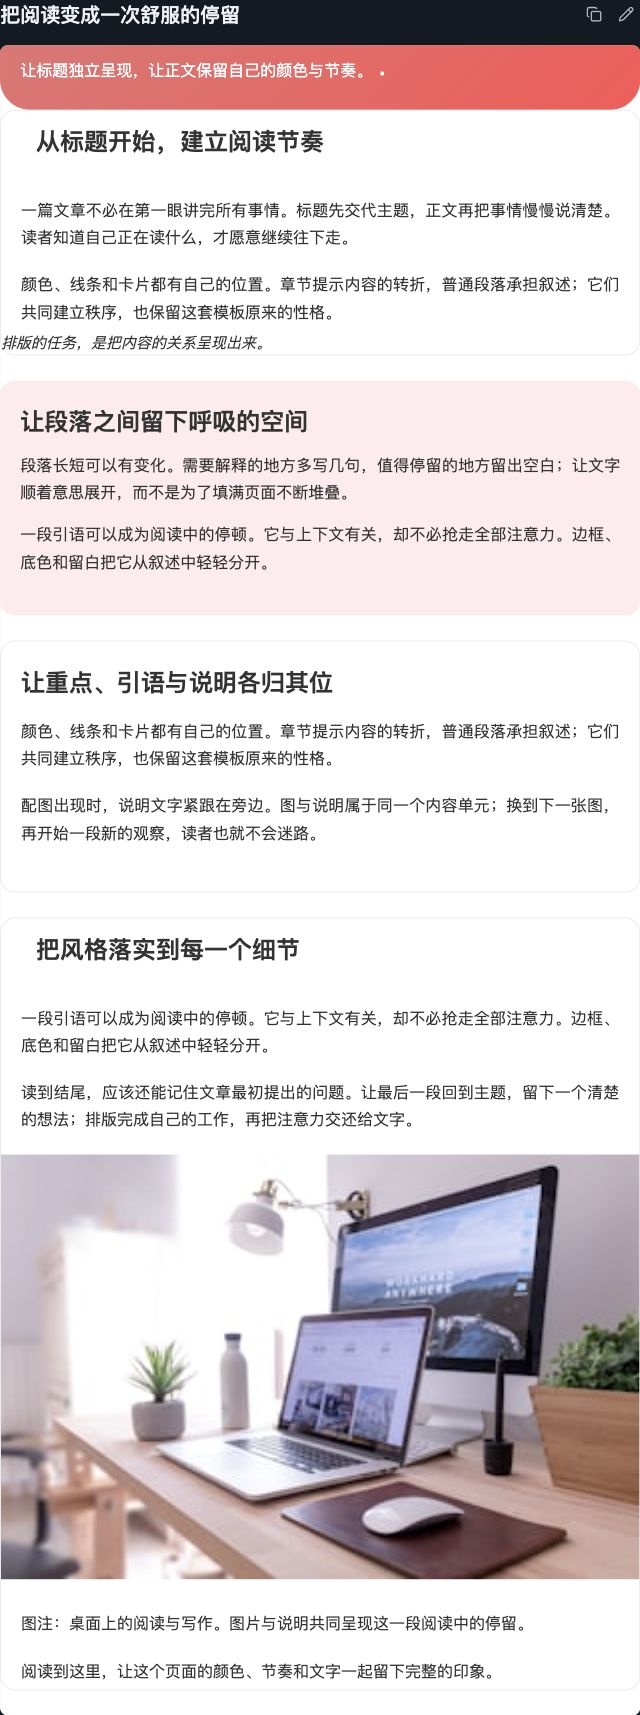 把阅读变成一次舒服的停留
让标题独立呈现，让正文保留自己的颜色与节奏。 •
从标题开始，建立阅读节奏
一篇文章不必在第一眼讲完所有事情。标题先交代主题，正文再把事情慢慢说清楚。
读者知道自己正在读什么，才愿意继续往下走。
颜色、线条和卡片都有自己的位置。章节提示内容的转折，普通段落承担叙述；它们
共同建立秩序，也保留这套模板原来的性格。
排版的任务，是把内容的关系呈现出来。
让段落之间留下呼吸的空间
段落长短可以有变化。需要解释的地方多写几句，值得停留的地方留出空白；让文字
顺着意思展开，而不是为了填满页面不断堆叠。
一段引语可以成为阅读中的停顿。它与上下文有关，却不必抢走全部注意力。边框、
底色和留白把它从叙述中轻轻分开。
让重点、引语与说明各归其位
颜色、线条和卡片都有自己的位置。章节提示内容的转折，普通段落承担叙述；它们
共同建立秩序，也保留这套模板原来的性格。
配图出现时，说明文字紧跟在旁边。图与说明属于同一个内容单元；换到下一张图，
再开始一段新的观察，读者也就不会迷路。
把风格落实到每一个细节
一段引语可以成为阅读中的停顿。它与上下文有关，却不必抢走全部注意力。边框、
底色和留白把它从叙述中轻轻分开。
读到结尾，应该还能记住文章最初提出的问题。让最后一段回到主题，留下一个清楚
的想法；排版完成自己的工作，再把注意力交还给文字。
WORK HARD
ANYWHERE
图注：桌面上的阅读与写作。图片与说明共同呈现这一段阅读中的停留。
阅读到这里，让这个页面的颜色、节奏和文字一起留下完整的印象。